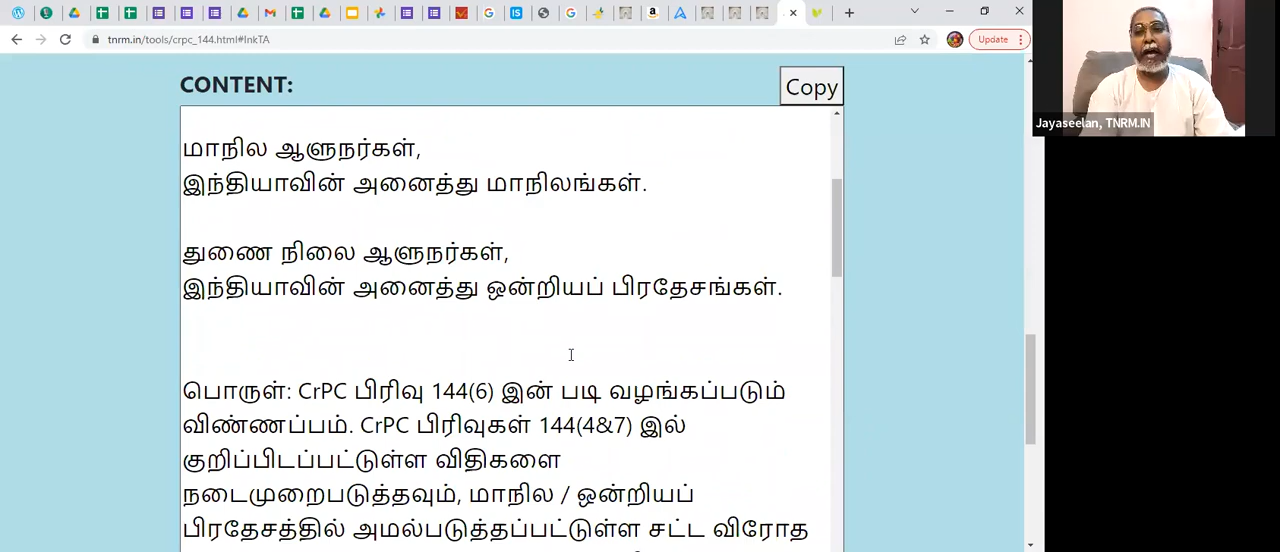 Update
tnrm.in/tools/crpc_144.html#lnkTA
Jayaseelan, TNRM.IN
CONTENT:
Copy
மாநில ஆளுநர்கள்,
இந்தியாவின் அனைத்து மாநிலங்கள்.
துணை நிலை ஆளுநர்கள்,
இந்தியாவின் அனைத்து ஒன்றியப் பிரதேசங்கள்.
பொருள்: CrPC பிரிவு 144(6) இன் படி வழங்கப்படும்
விண்ணப்பம். CrPC பிரிவுகள் 144(4&7) இல்
குறிப்பிடப்பட்டுள்ள விதிகளை
நடைமுறைபடுத்தவும், மாநில / ஒன்றியப்
பிரதேசத்தில் அமல்படுத்தப்பட்டுள்ள சட்ட விரோத